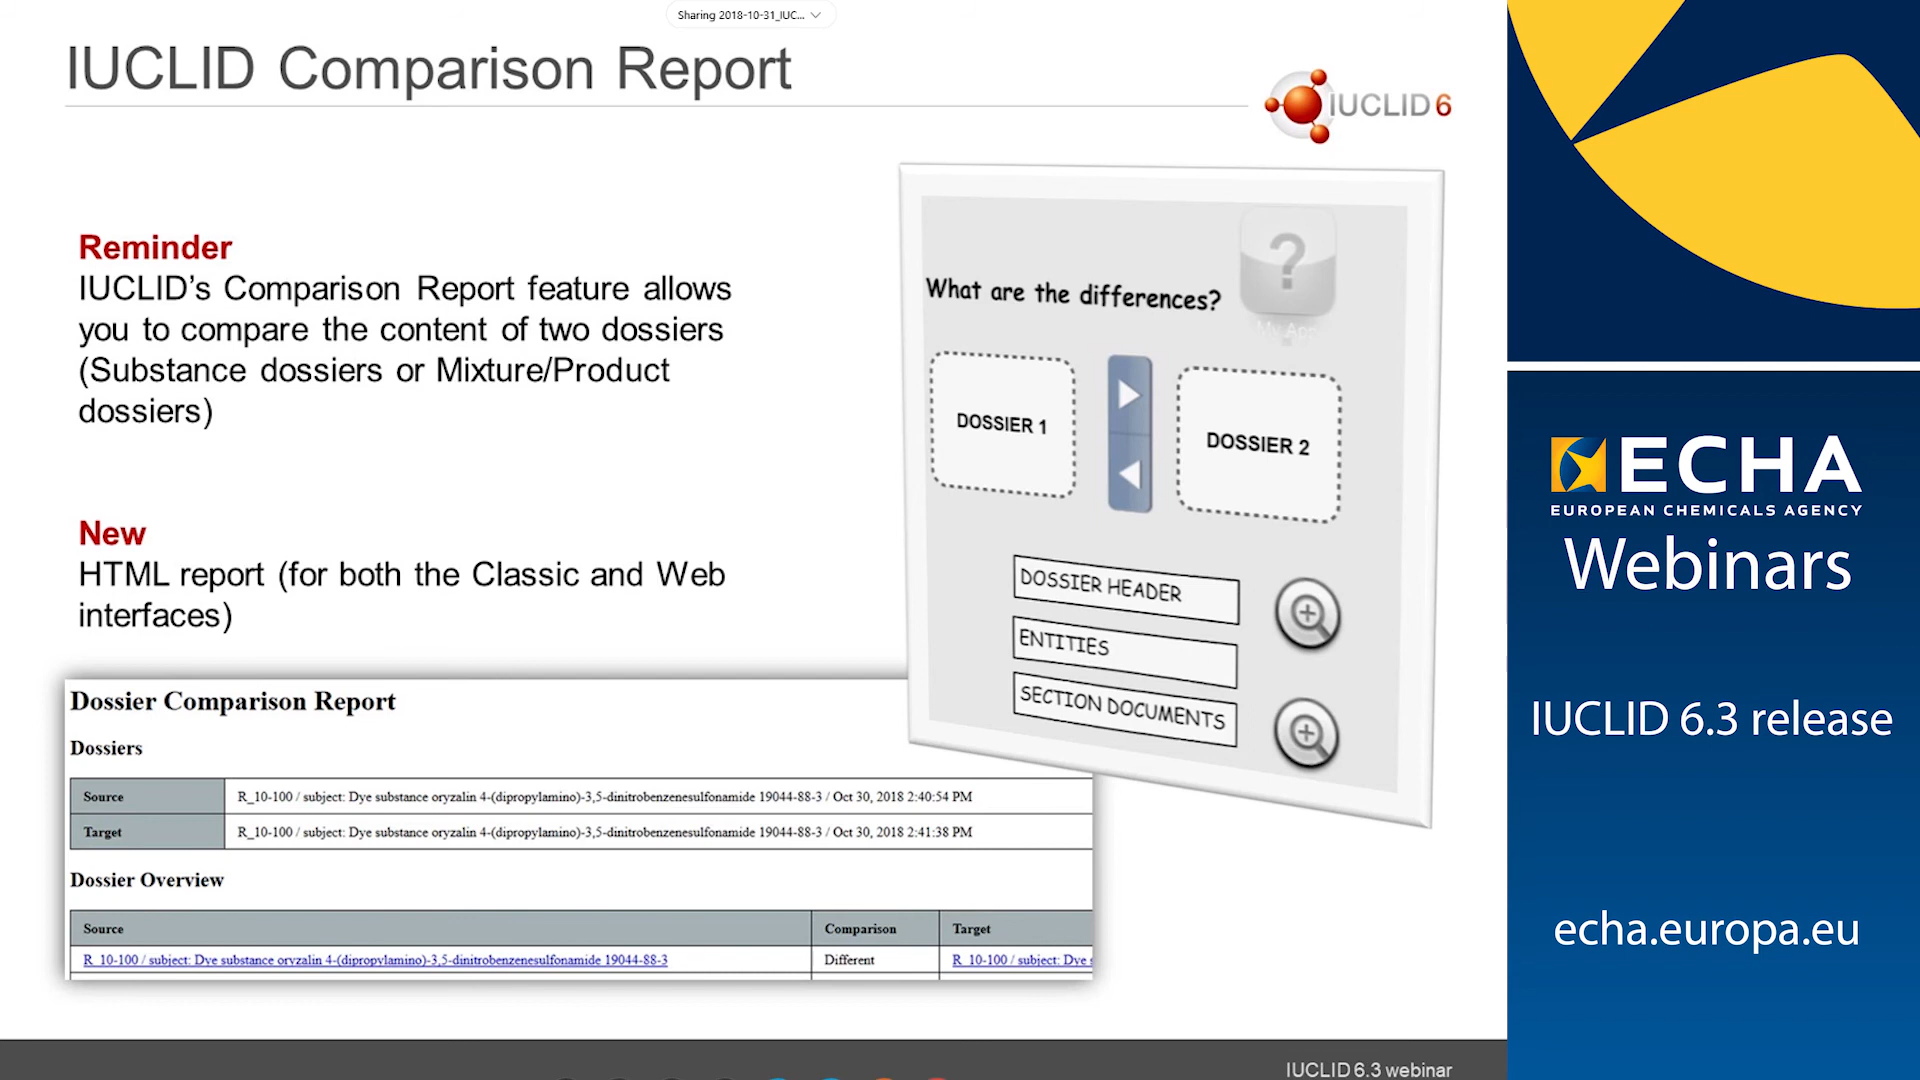 Sharing 2018-10-31_IUC...
IUCLID Comparison Report
IUCLID 6
Reminder
IUCLID’s Comparison Report feature allows
you to compare the content of two dossiers
(Substance dossiers or Mixture/Product
dossiers)
New
HTML report (for both the Classic and Web
interfaces)
?
My App
What are the differences?
DOSSIER 1
DOSSIER 2
DOSSIER HEADER
ENTITIES
SECTION DOCUMENTS
Dossier Comparison Report
Dossiers
Source R_10-100 / subject: Dye substance oryzalin 4-(dipropylamino)-3,5-dinitrobenzenesulfonamide 19044-88-3 / Oct 30, 2018 2:40:54 PM
Target R_10-100 / subject: Dye substance oryzalin 4-(dipropylamino)-3,5-dinitrobenzenesulfonamide 19044-88-3 / Oct 30, 2018 2:41:38 PM
Dossier Overview
Source Comparison Target
R_10-100 / subject: Dye substance oryzalin 4-(dipropylamino)-3,5-dinitrobenzenesulfonamide 19044-88-3 Different R_10-100 / subject: Dye
IUCLID 6.3 webinar
ECHA
EUROPEAN CHEMICALS AGENCY
Webinars
IUCLID 6.3 release
echa.europa.eu